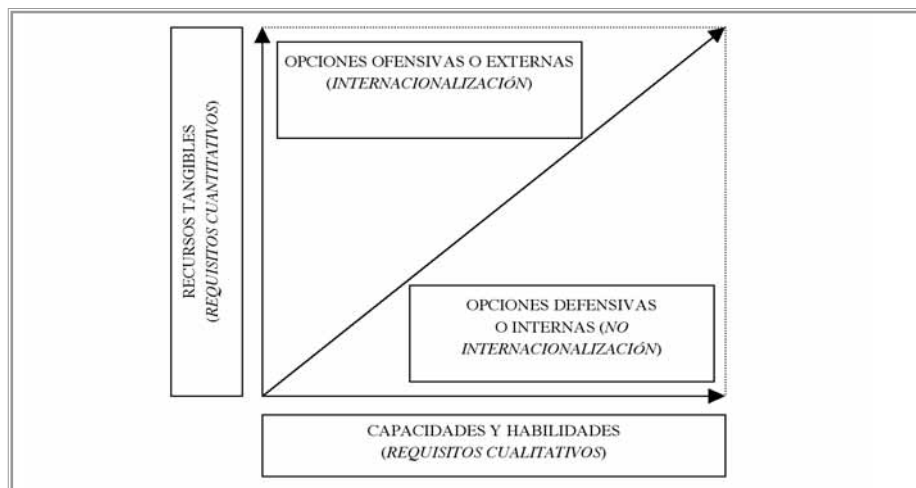 RECURSOS TANGIBLES
(REQUISITOS CUANTITATIVOS)
OPCIONES OFENSIVAS O EXTERNAS
(INTERNACIONALIZACIÓN)
OPCIONES DEFENSIVAS
O INTERNAS (NO
INTERNACIONALIZACIÓN)
CAPACIDADES Y HABILIDADES
(REQUISITOS CUALITATIVOS)